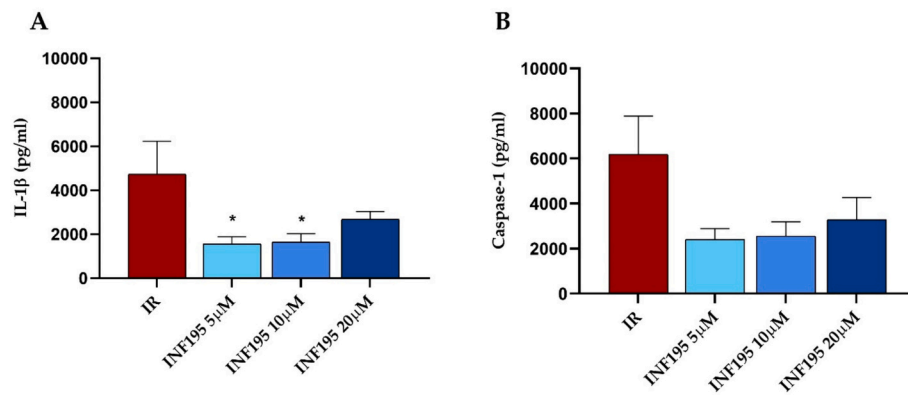 A
IL-1β (pg/ml)
10000
8000
6000
4000
2000
0
*
*
IR
INF195 5μM
INF195 10μM
INF195 20μM
B
Caspase-1 (pg/ml)
10000
8000
6000
4000
2000
0
IR
INF195 5μM
INF195 10μM
INF195 20μM